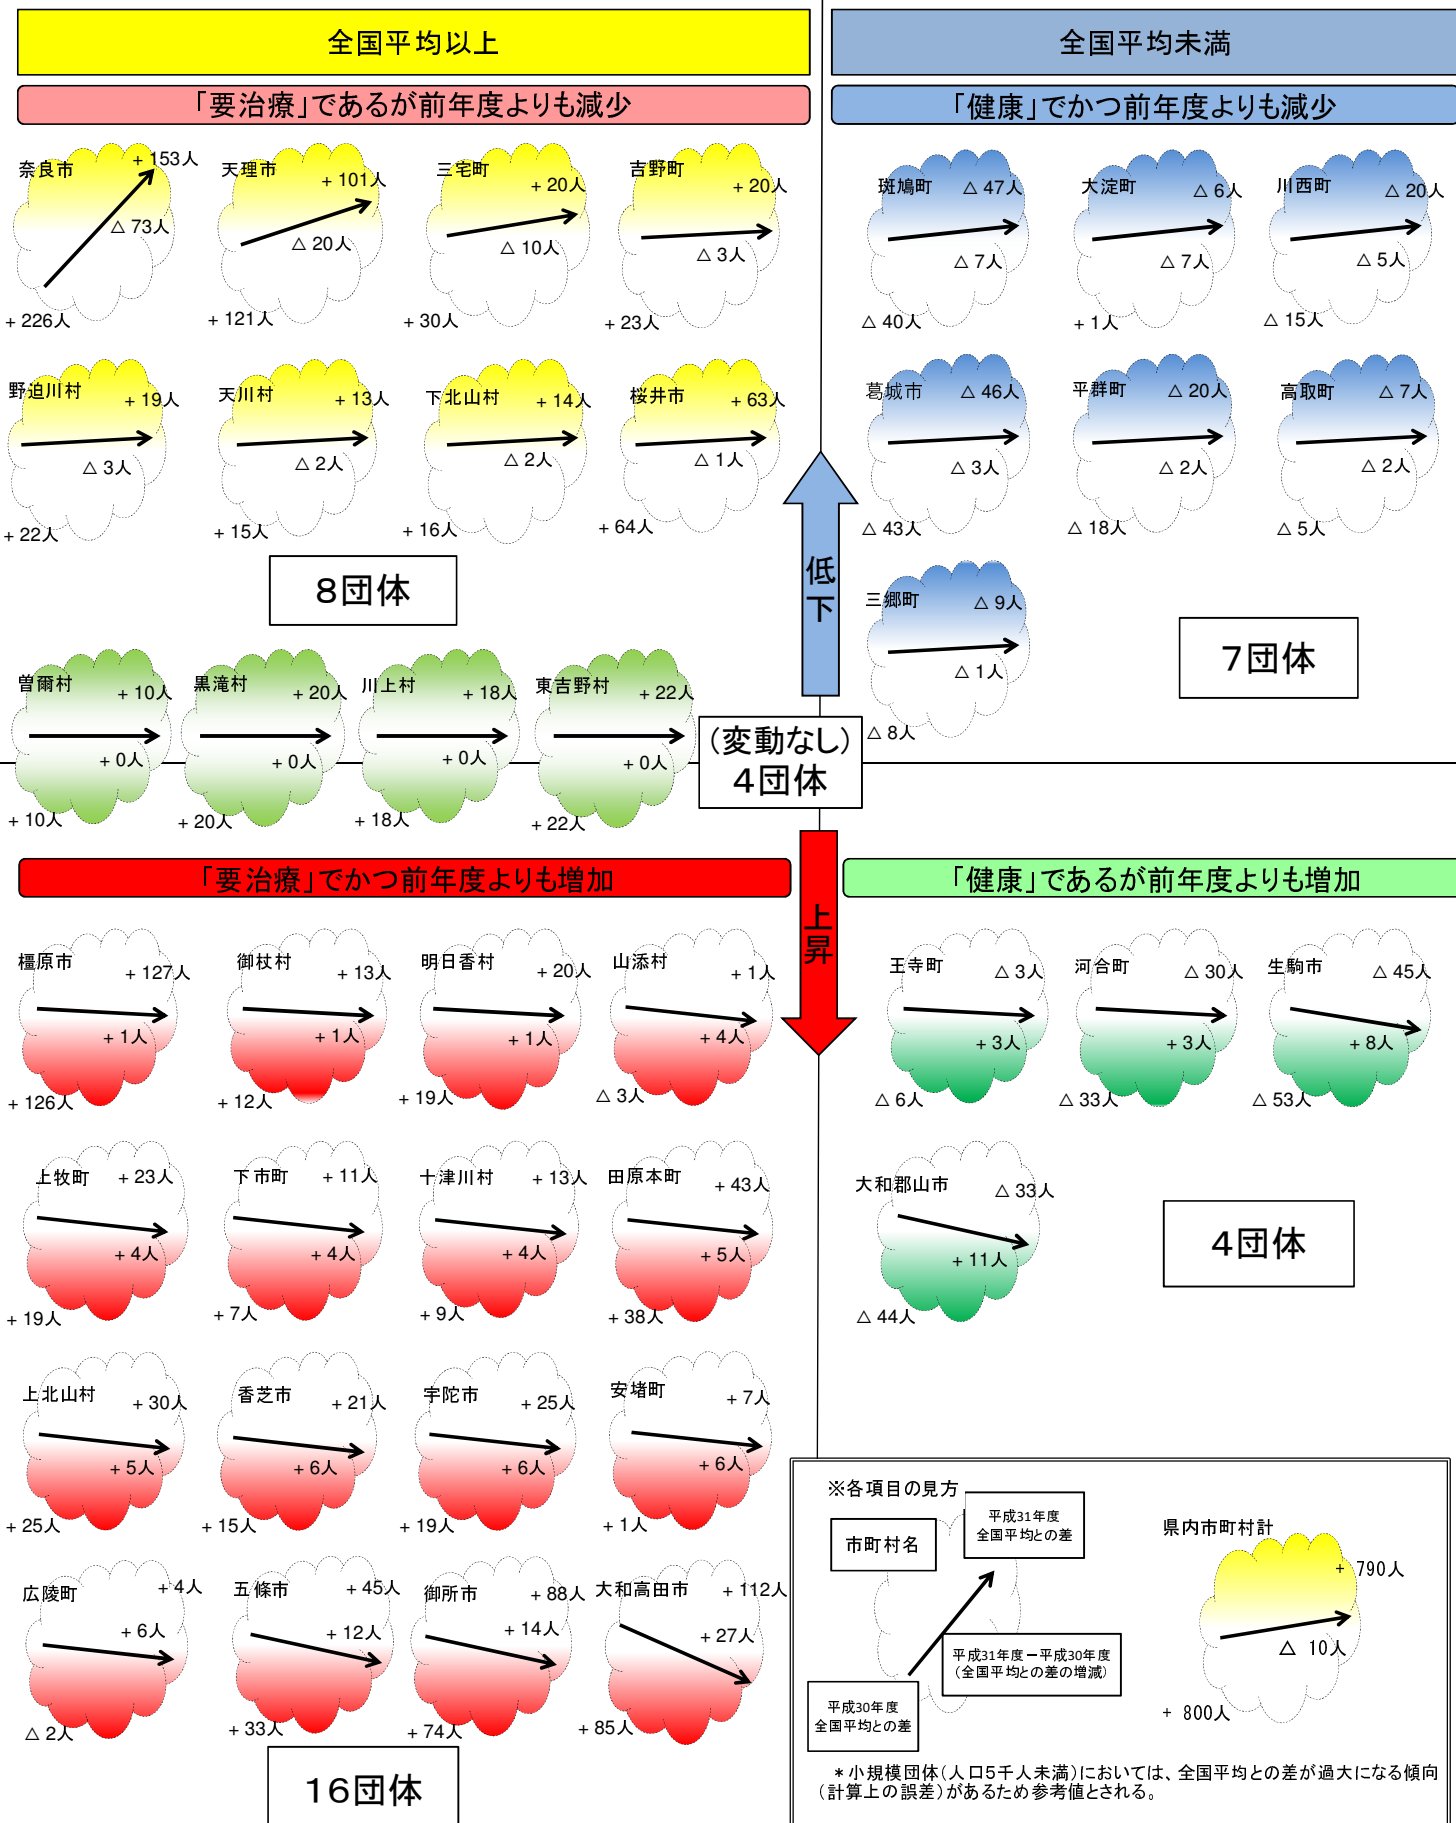 全国平均以上
全国平均未満
「要治療」であるが前年度よりも減少
「健康」でかつ前年度よりも減少
奈良市
+ 153人
△ 73人
+ 226人
天理市
+ 101人
△ 20人
+ 121人
三宅町
+ 20人
△ 10人
+ 30人
吉野町
+ 20人
△ 3人
+ 23人
斑鳩町
△ 47人
△ 7人
△ 40人
大淀町
△ 6人
△ 7人
+ 1人
川西町
△ 20人
△ 5人
△ 15人
野迫川村
+ 19人
△ 3人
+ 22人
天川村
+ 13人
△ 2人
+ 15人
下北山村
+ 14人
△ 2人
+ 16人
桜井市
+ 63人
△ 1人
+ 64人
葛城市
△ 46人
△ 3人
△ 43人
平群町
△ 20人
△ 2人
△ 18人
高取町
△ 7人
△ 2人
△ 5人
8団体
低下
三郷町
△ 9人
△ 1人
△ 8人
7団体
曽爾村
+ 10人
+ 0人
+ 10人
黒滝村
+ 20人
+ 0人
+ 20人
川上村
+ 18人
+ 0人
+ 18人
東吉野村
+ 22人
+ 0人
+ 22人
(変動なし)
4団体
「要治療」でかつ前年度よりも増加
上昇
「健康」であるが前年度よりも増加
橿原市
+ 127人
+ 1人
+ 126人
御杖村
+ 13人
+ 1人
+ 12人
明日香村
+ 20人
+ 1人
+ 19人
山添村
+ 1人
+ 4人
△ 3人
王寺町
△ 3人
+ 3人
△ 6人
河合町
△ 30人
+ 3人
△ 33人
生駒市
△ 45人
+ 8人
△ 53人
上牧町
+ 23人
+ 4人
+ 19人
下市町
+ 11人
+ 4人
+ 7人
十津川村
+ 13人
+ 4人
+ 9人
田原本町
+ 43人
+ 5人
+ 38人
大和郡山市
△ 33人
+ 11人
△ 44人
4団体
上北山村
+ 30人
+ 5人
+ 25人
香芝市
+ 21人
+ 6人
+ 15人
宇陀市
+ 25人
+ 6人
+ 19人
安堵町
+ 7人
+ 6人
+ 1人
広陵町
+ 4人
+ 6人
△ 2人
五條市
+ 45人
+ 12人
+ 33人
御所市
+ 88人
+ 14人
+ 74人
大和高田市
+ 112人
+ 27人
+ 85人
16団体
※各項目の見方
市町村名
平成31年度
全国平均との差
平成31年度－平成30年度
(全国平均との差の増減)
平成30年度
全国平均との差
県内市町村計
+ 790人
△ 10人
+ 800人
＊小規模団体(人口5千人未満)においては、全国平均との差が過大になる傾向
(計算上の誤差)があるため参考値とされる。